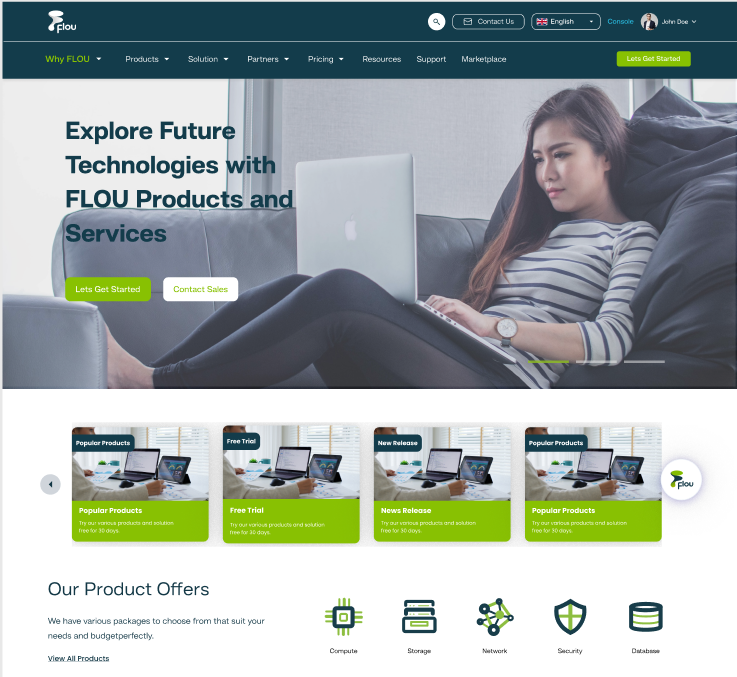 Flou
Contact Us
English
Console
John Doe
Why FLOU
Products
Solution
Partners
Pricing
Resources
Support
Marketplace
Lets Get Started
Explore Future
Technologies with
FLOU Products and
Services
Lets Get Started
Contact Sales
Popular Products
Free Trial
New Release
Popular Products
Popular Products
Try our various products and solution
free for 30 days.
Free Trial
Try our various products and solution
free for 30 days.
News Release
Try our various products and solution
free for 30 days.
Popular Products
Try our various products and solution
free for 30 days.
Flou
Our Product Offers
We have various packages to choose from that suit your
needs and budgetperfectly.
View All Products
Compute
Storage
Network
Security
Database